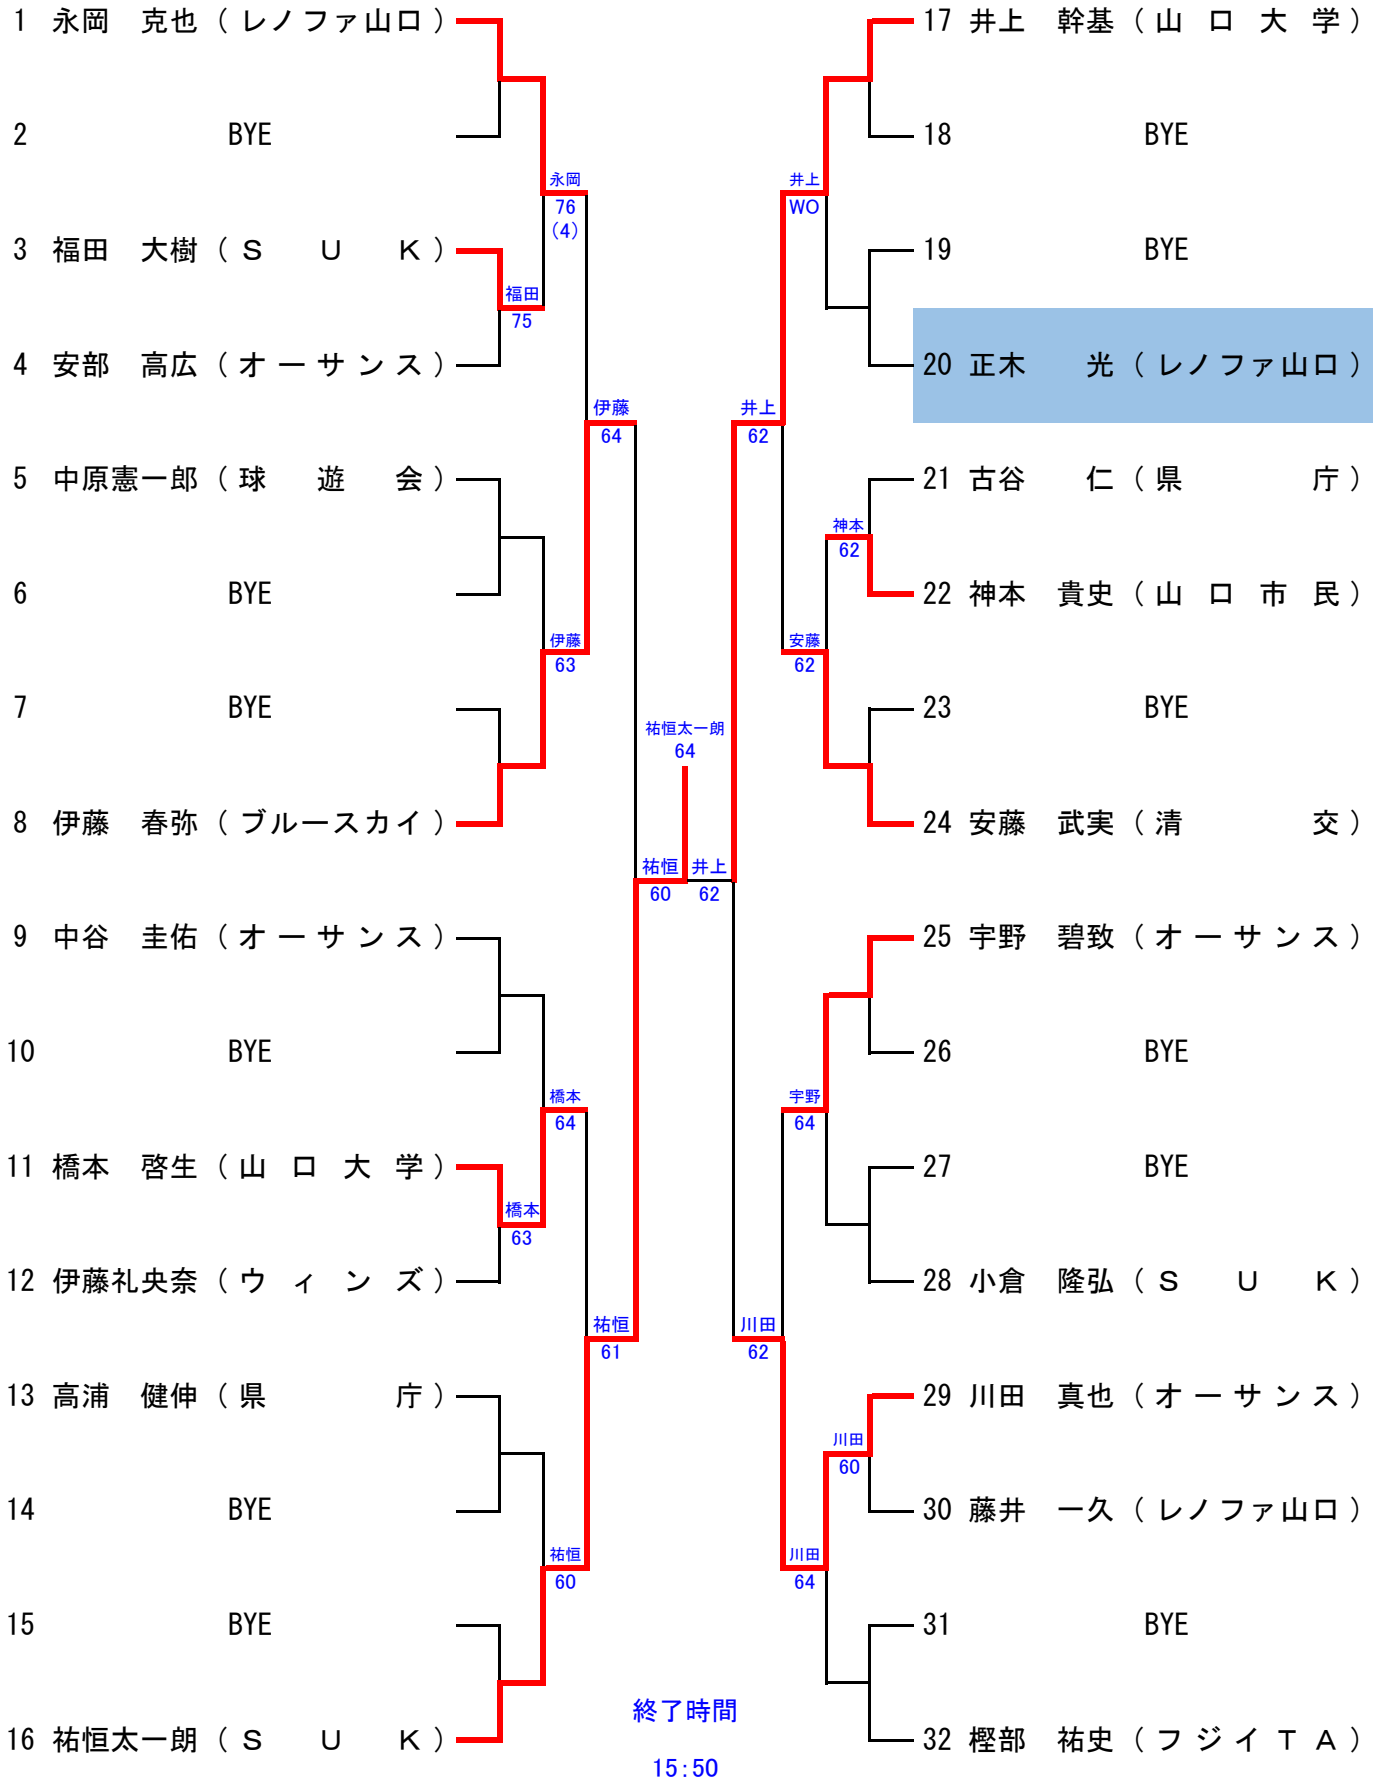 1 永岡 克也 (レノファ山口)
2 BYE
永岡
76
(4)
3 福田 大樹 (S U K)
福田
75
4 安部 高広 (オーサンス)
伊藤
64
5 中原憲一郎 (球 遊 会)
6 BYE
伊藤
63
7 BYE
8 伊藤 春弥 (ブルースカイ)
祐恒太一朗
64
祐恒 井上
60 62
9 中谷 圭佑 (オーサンス)
10 BYE
橋本
64
11 橋本 啓生 (山口大学)
橋本
63
12 伊藤礼央奈 (ウィンズ)
祐恒
61
13 高浦 健伸 (県 庁)
14 BYE
祐恒
60
15 BYE
16 祐恒太一朗 (S U K)
17 井上 幹基 (山口大学)
18 BYE
井上
WO
19 BYE
20 正木 光 (レノファ山口)
井上
62
21 古谷 仁 (県 庁)
神本
62
22 神本 貴史 (山口市民)
安藤
62
23 BYE
24 安藤 武実 (清 交)
25 宇野 碧致 (オーサンス)
26 BYE
宇野
64
27 BYE
28 小倉 隆弘 (S U K)
川田
62
29 川田 真也 (オーサンス)
川田
60
30 藤井 一久 (レノファ山口)
川田
64
31 BYE
32 樫部 祐史 (フジイTA)
終了時間
15:50